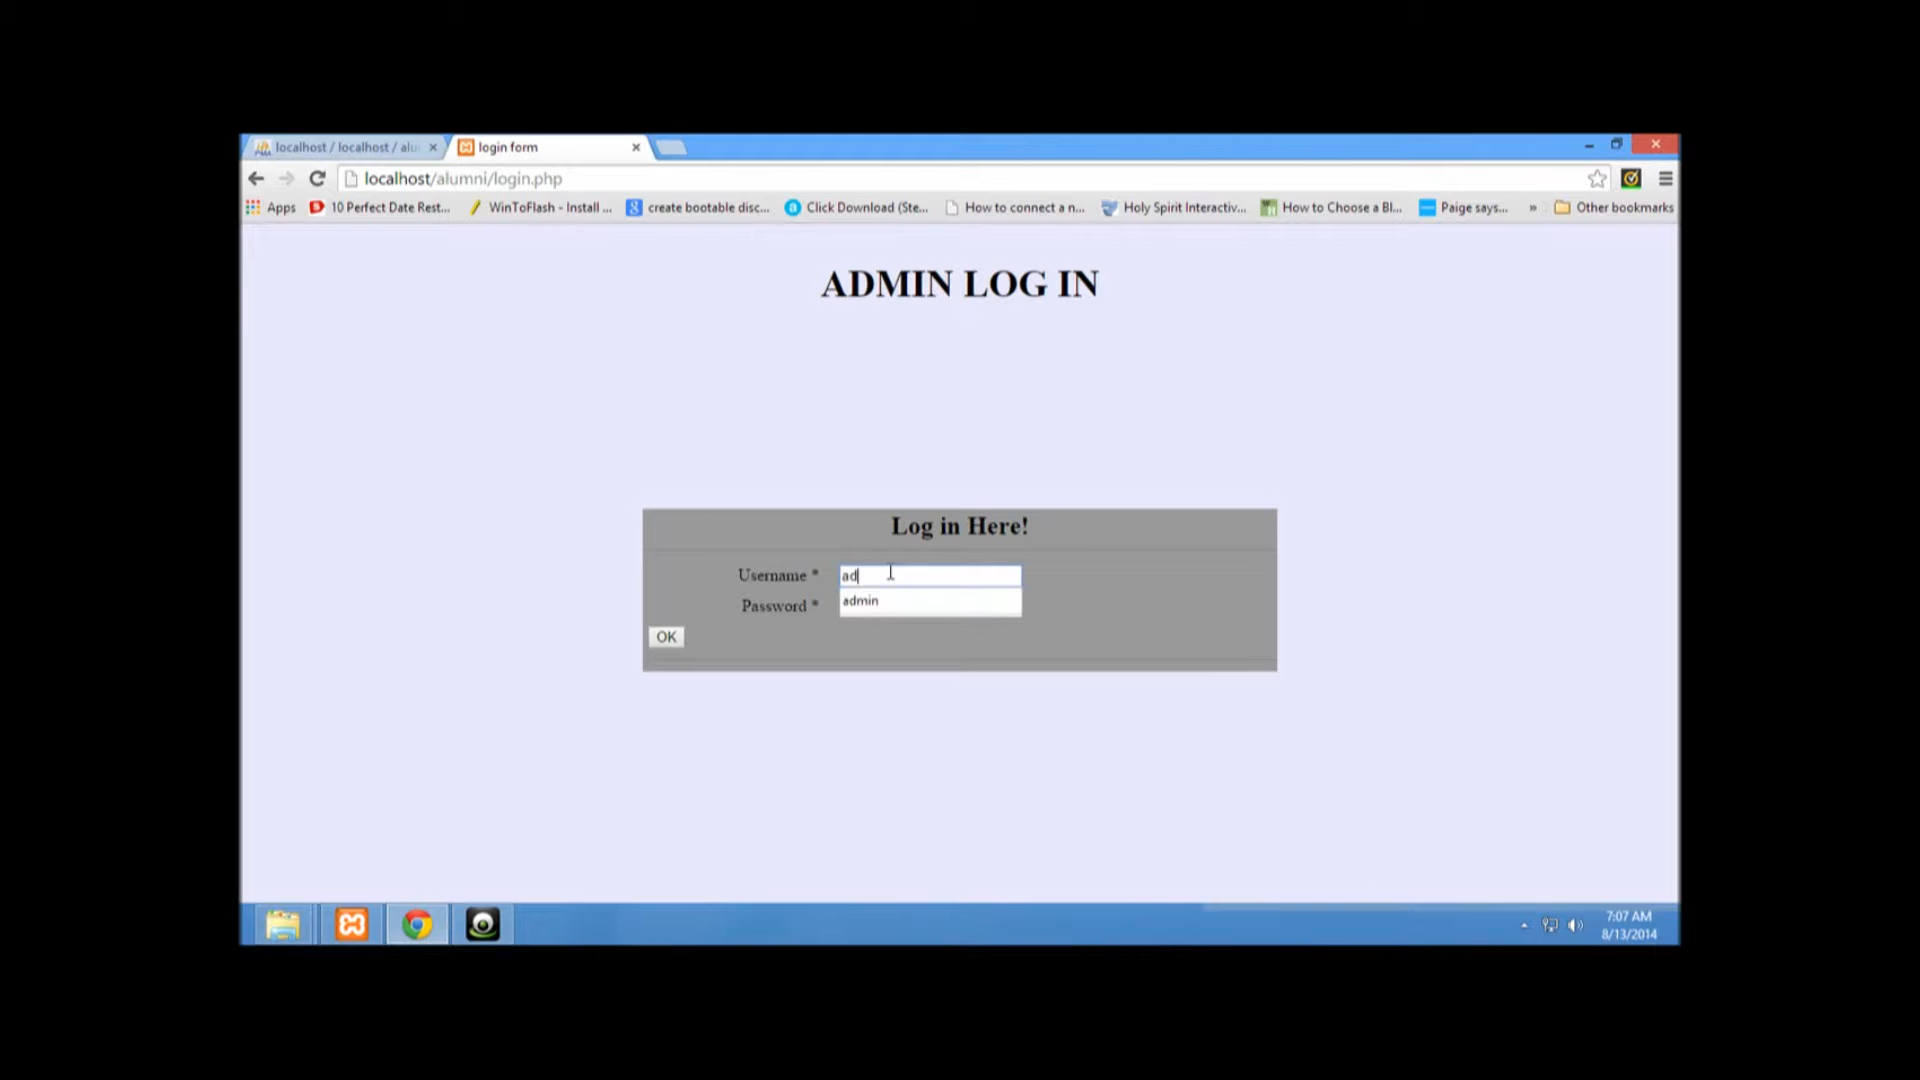 localhost / localhost / alu
login form
localhost/alumni/login.php
Apps 10 Perfect Date Rest... WinToFlash - Install ... create bootable disc... Click Download (Ste... How to connect a n... Holy Spirit Interactiv... How to Choose a Bl... Paige says... » Other bookmarks
ADMIN LOG IN
Log in Here!
Username * ad
admin
Password *
OK
7:07 AM
8/13/2014